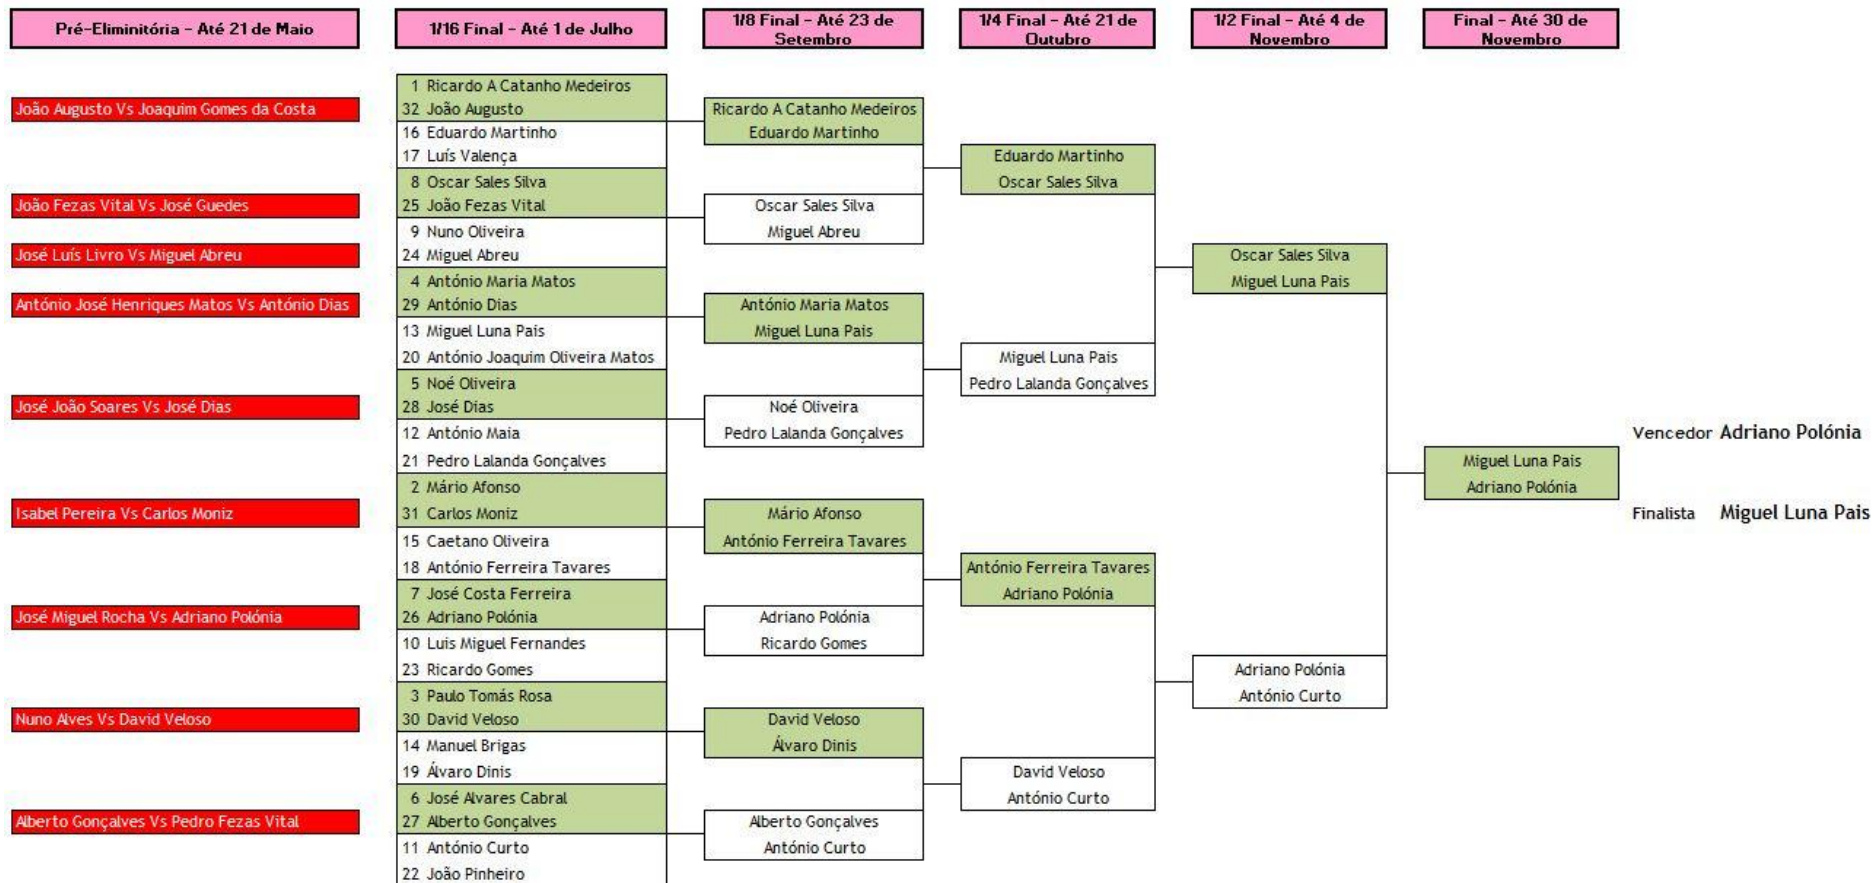 Pré-Eliminitória - Até 21 de Maio
1/16 Final - Até 1 de Julho
1/8 Final - Até 23 de
Setembro
1/4 Final - Até 21 de
Outubro
1/2 Final - Até 4 de
Novembro
Final - Até 30 de
Novembro
João Augusto Vs Joaquim Gomes da Costa
João Fezas Vital Vs José Guedes
José Luís Livro Vs Miguel Abreu
António José Henriques Matos Vs António Dias
José João Soares Vs José Dias
Isabel Pereira Vs Carlos Moniz
José Miguel Rocha Vs Adriano Polónia
Nuno Alves Vs David Veloso
Alberto Gonçalves Vs Pedro Fezas Vital
1 Ricardo A Catanho Medeiros
32 João Augusto
16 Eduardo Martinho
17 Luís Valença
8 Oscar Sales Silva
25 João Fezas Vital
9 Nuno Oliveira
24 Miguel Abreu
4 António Maria Matos
29 António Dias
13 Miguel Luna Pais
20 António Joaquim Oliveira Matos
5 Noé Oliveira
28 José Dias
12 António Maia
21 Pedro Lalanda Gonçalves
2 Mário Afonso
31 Carlos Moniz
15 Caetano Oliveira
18 António Ferreira Tavares
7 José Costa Ferreira
26 Adriano Polónia
10 Luis Miguel Fernandes
23 Ricardo Gomes
3 Paulo Tomás Rosa
30 David Veloso
14 Manuel Brigas
19 Álvaro Dinis
6 José Alvares Cabral
27 Alberto Gonçalves
11 António Curto
22 João Pinheiro
Ricardo A Catanho Medeiros
Eduardo Martinho
Oscar Sales Silva
Miguel Abreu
António Maria Matos
Miguel Luna Pais
Noé Oliveira
Pedro Lalanda Gonçalves
Mário Afonso
António Ferreira Tavares
Adriano Polónia
Ricardo Gomes
David Veloso
Álvaro Dinis
Alberto Gonçalves
António Curto
Eduardo Martinho
Oscar Sales Silva
Miguel Luna Pais
Pedro Lalanda Gonçalves
António Ferreira Tavares
Adriano Polónia
David Veloso
António Curto
Oscar Sales Silva
Miguel Luna Pais
Adriano Polónia
António Curto
Miguel Luna Pais
Adriano Polónia
Vencedor Adriano Polónia
Finalista Miguel Luna Pais